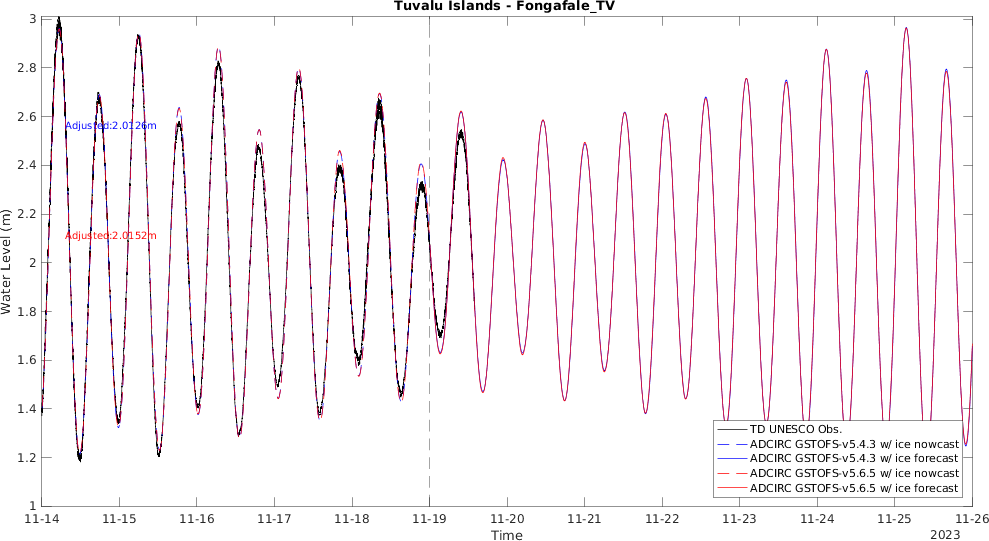 Tuvalu Islands - Fongafale_TV
3
2.8
2.6
2.4
2.2
2
1.8
1.6
1.4
1.2
1
Water Level (m)
Adjusted:2.0126m
Adjusted:2.0152m
TD UNESCO Obs.
ADCIRC GSTOFS-v5.4.3 w/ ice nowcast
ADCIRC GSTOFS-v5.4.3 w/ ice forecast
ADCIRC GSTOFS-v5.6.5 w/ ice nowcast
ADCIRC GSTOFS-v5.6.5 w/ ice forecast
11-14 11-15 11-16 11-17 11-18 11-19 11-20 11-21 11-22 11-23 11-24 11-25 11-26
Time
2023